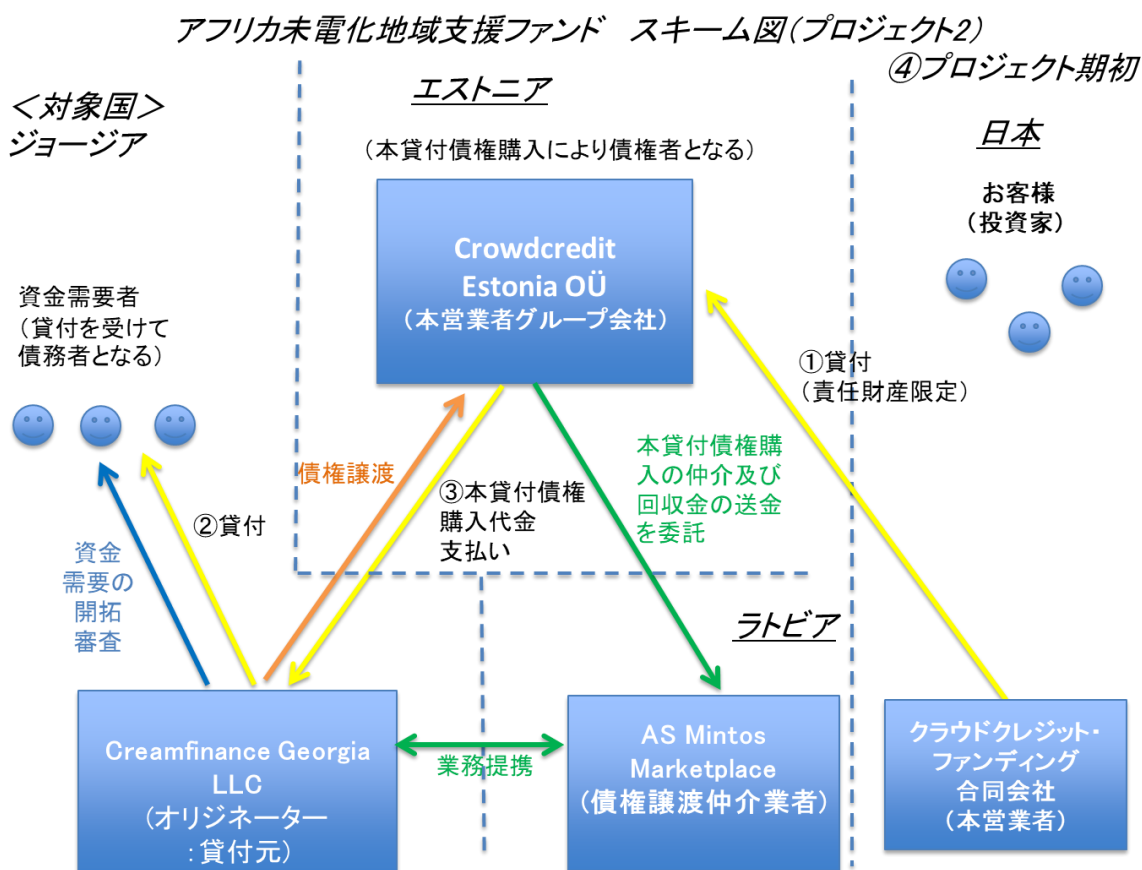 アフリカ未電化地域支援ファンド　スキーム図(プロジェクト2)
④プロジェクト期初
＜対象国＞
ジョージア
エストニア
日本
(本貸付債権購入により債権者となる)
お客様
(投資家)
Crowdcredit
Estonia OÜ
(本営業者グループ会社)
資金需要者
(貸付を受けて
債務者となる)
①貸付
(責任財産限定)
債権譲渡
③本貸付債権
購入代金
支払い
本貸付債権購
入の仲介及び
回収金の送金
を委託
②貸付
資金
需要の
開拓
審査
ラトビア
Creamfinance Georgia
LLC
(オリジネーター
:貸付元)
業務提携
AS Mintos
Marketplace
(債権譲渡仲介業者)
クラウドクレジット・
ファンディング
合同会社
(本営業者)